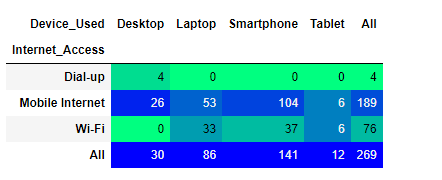 Device_Used Desktop Laptop Smartphone Tablet All
Internet_Access
Dial-up 4 0 0 0 4
Mobile Internet 26 53 104 6 189
Wi-Fi 0 33 37 6 76
All 30 86 141 12 269